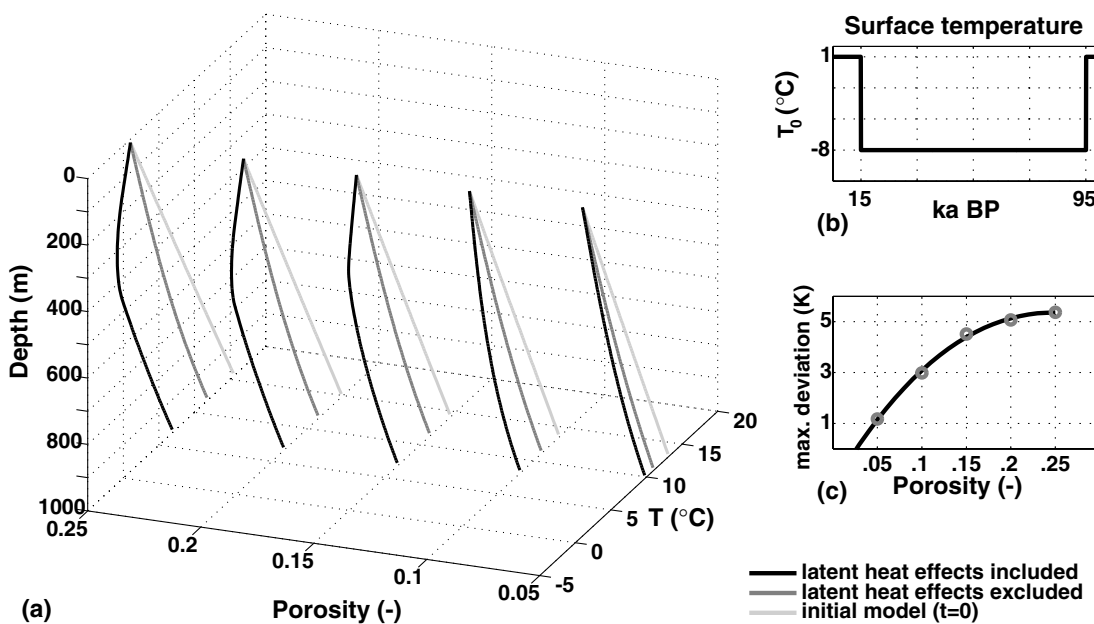 0
200
400
600
800
1000
Depth (m)
0.25
0.2
0.15
0.1
0.05
Porosity (-)
-5
0
5
10
15
20
T (°C)
(a)
Surface temperature
1
-8
T0 (°C)
15
95
ka BP
(b)
5
3
1
max. deviation (K)
.05 .1 .15 .2 .25
Porosity (-)
(c)
latent heat effects included
latent heat effects excluded
initial model (t=0)